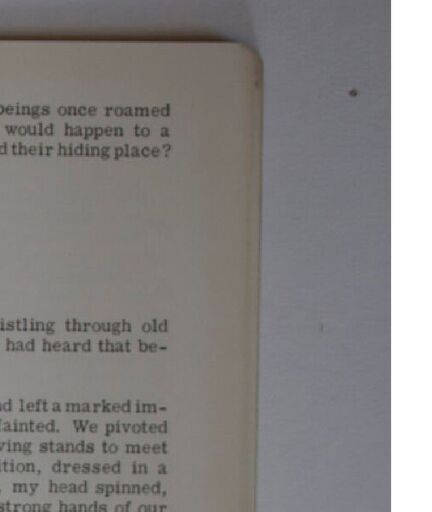 beings once roamed
would happen to a
d their hiding place?
istling through old
had heard that be-
nd left a marked im-
fainted. We pivoted
ving stands to meet
ition, dressed in a
, my head spinned,
strong hands of our